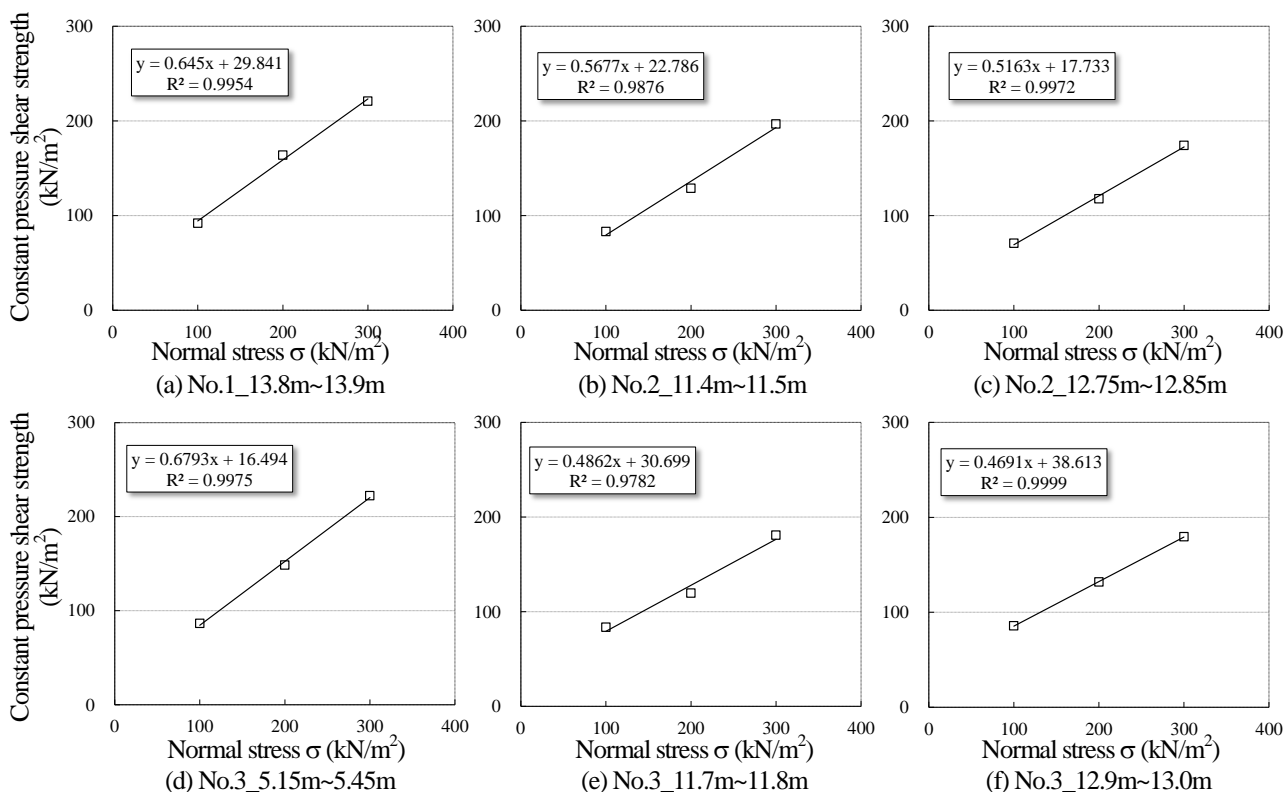 Constant pressure shear strength
(kN/m²)
300
200
100
0
y = 0.645x + 29.841
R² = 0.9954
0 100 200 300 400
Normal stress σ (kN/m²)
(a) No.1_13.8m~13.9m
300
200
100
0
y = 0.5677x + 22.786
R² = 0.9876
0 100 200 300 400
Normal stress σ (kN/m²)
(b) No.2_11.4m~11.5m
300
200
100
0
y = 0.5163x + 17.733
R² = 0.9972
0 100 200 300 400
Normal stress σ (kN/m²)
(c) No.2_12.75m~12.85m
Constant pressure shear strength
(kN/m²)
300
200
100
0
y = 0.6793x + 16.494
R² = 0.9975
0 100 200 300 400
Normal stress σ (kN/m²)
(d) No.3_5.15m~5.45m
300
200
100
0
y = 0.4862x + 30.699
R² = 0.9782
0 100 200 300 400
Normal stress σ (kN/m²)
(e) No.3_11.7m~11.8m
300
200
100
0
y = 0.4691x + 38.613
R² = 0.9999
0 100 200 300 400
Normal stress σ (kN/m²)
(f) No.3_12.9m~13.0m